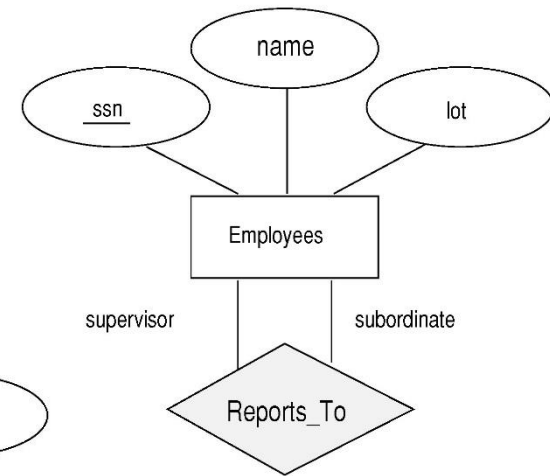 name
ssn
lot
Employees
supervisor
subordinate
Reports_To